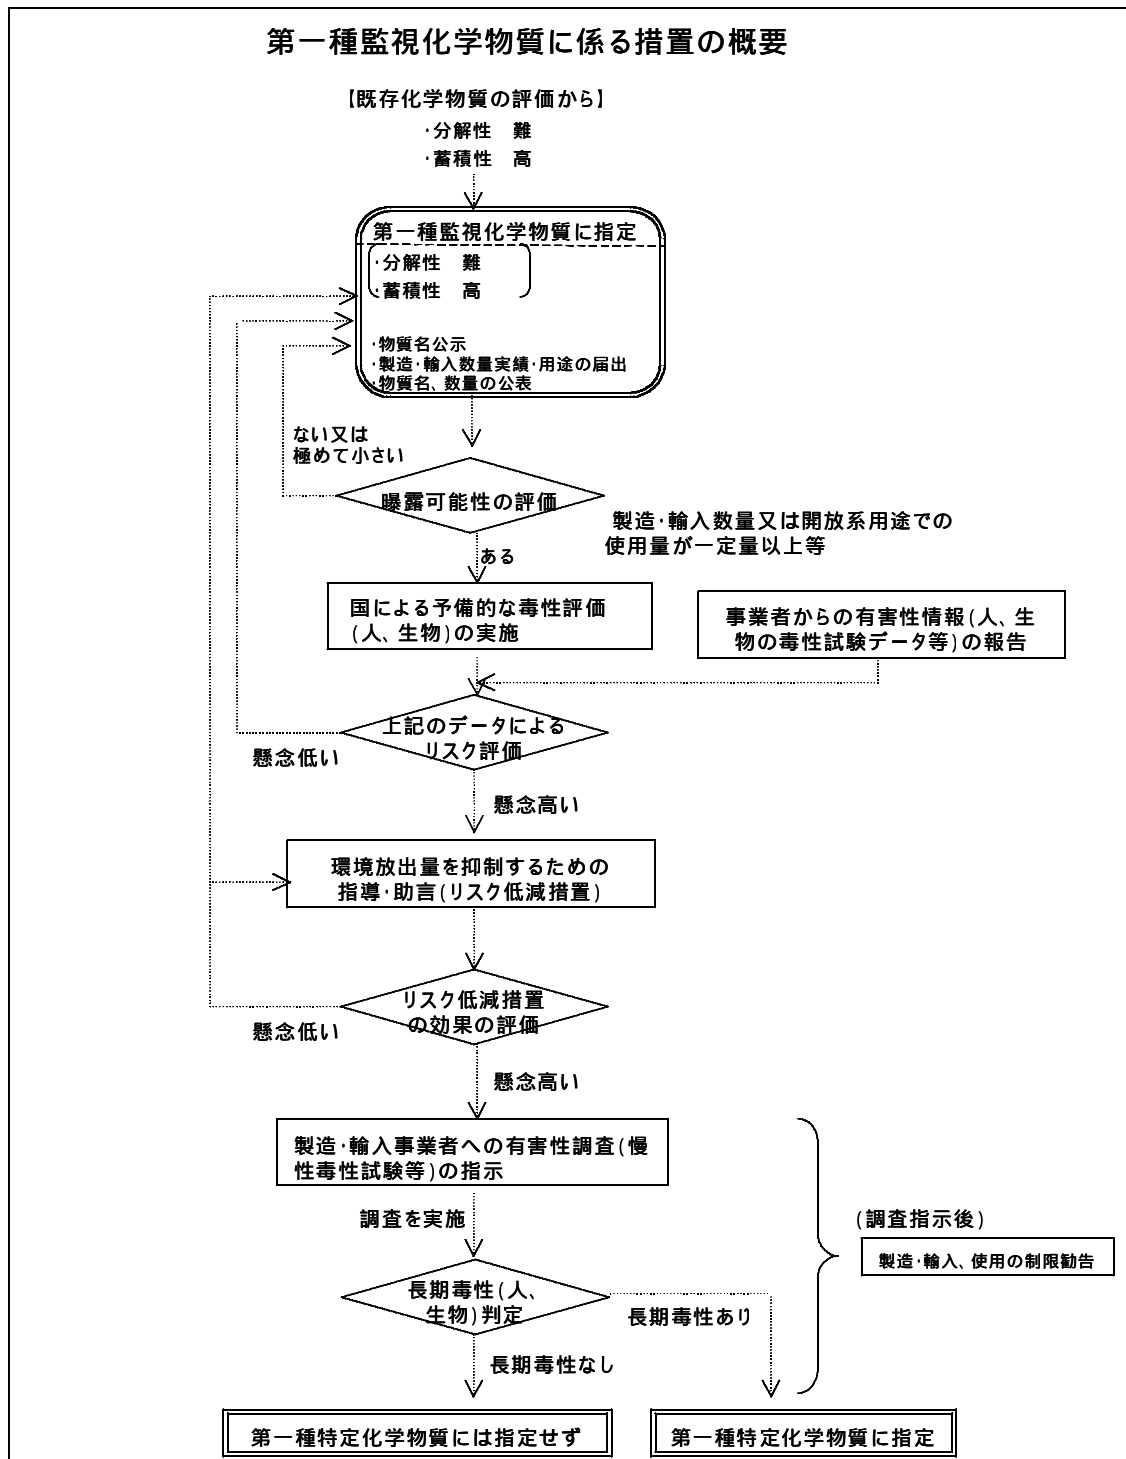 第一種監視化学物質に係る措置の概要
【既存化学物質の評価から】
・分解性　難
・蓄積性　高
第一種監視化学物質に指定
・分解性　難
・蓄積性　高
・物質名公示
・製造・輸入数量実績・用途の届出
・物質名、数量の公表
ない又は
極めて小さい
曝露可能性の評価
製造・輸入数量又は開放系用途での
使用量が一定量以上等
ある
国による予備的な毒性評価
(人、生物)の実施
事業者からの有害性情報(人、生
物の毒性試験データ等)の報告
上記のデータによる
リスク評価
懸念低い
懸念高い
環境放出量を抑制するための
指導・助言(リスク低減措置)
リスク低減措置
の効果の評価
懸念低い
懸念高い
製造・輸入事業者への有害性調査(慢
性毒性試験等)の指示
調査を実施
(調査指示後)
製造・輸入、使用の制限勧告
長期毒性(人、
生物)判定
長期毒性あり
長期毒性なし
第一種特定化学物質には指定せず
第一種特定化学物質に指定